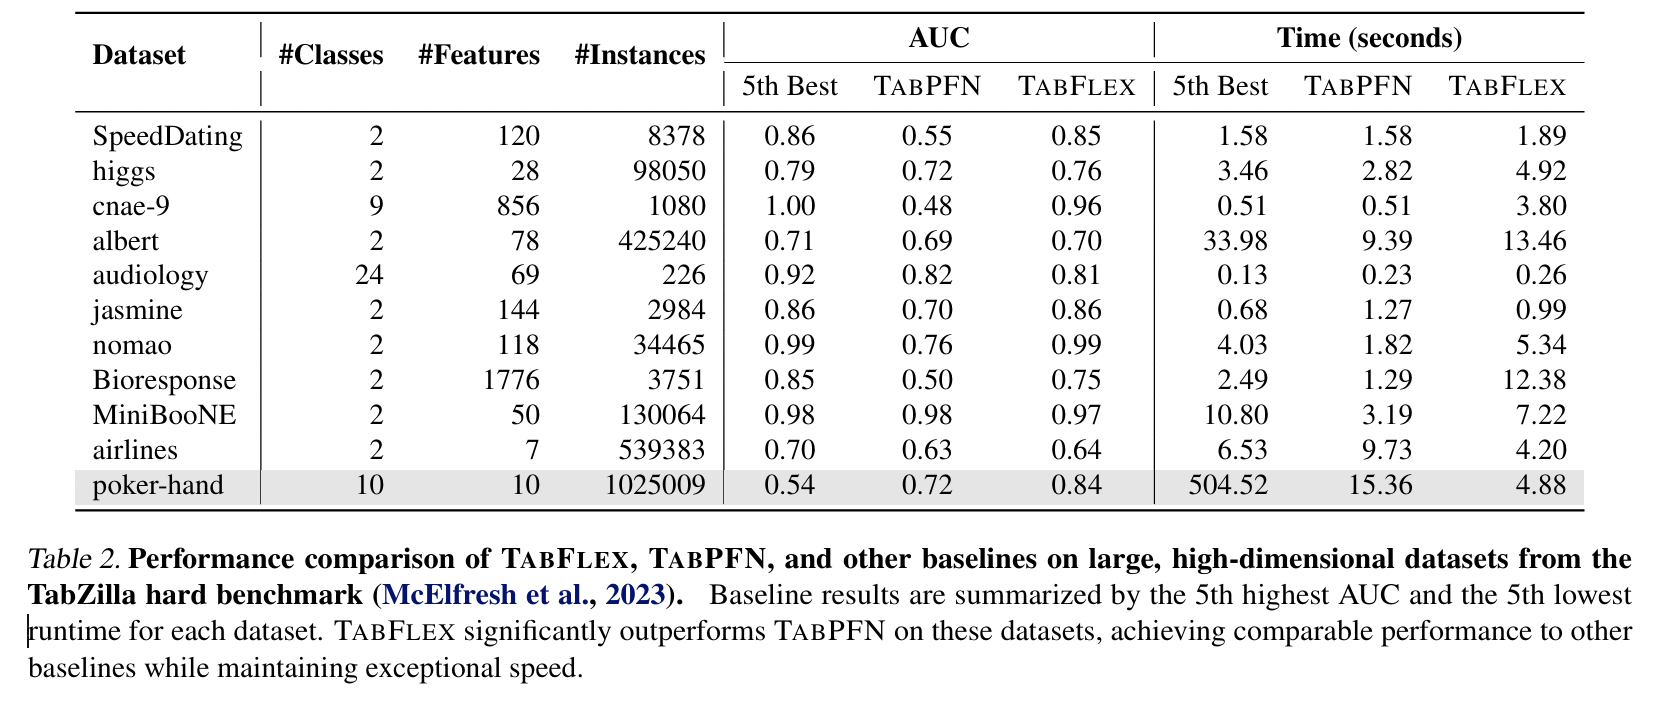 Dataset #Classes #Features #Instances AUC Time (seconds)
5th Best TABPFN TABFLEX 5th Best TABPFN TABFLEX
SpeedDating 2 120 8378 0.86 0.55 0.85 1.58 1.58 1.89
higgs 2 28 98050 0.79 0.72 0.76 3.46 2.82 4.92
cnae-9 9 856 1080 1.00 0.48 0.96 0.51 0.51 3.80
albert 2 78 425240 0.71 0.69 0.70 33.98 9.39 13.46
audiology 24 69 226 0.92 0.82 0.81 0.13 0.23 0.26
jasmine 2 144 2984 0.86 0.70 0.86 0.68 1.27 0.99
nomao 2 118 34465 0.99 0.76 0.99 4.03 1.82 5.34
Bioresponse 2 1776 3751 0.85 0.50 0.75 2.49 1.29 12.38
MiniBooNE 2 50 130064 0.98 0.98 0.97 10.80 3.19 7.22
airlines 2 7 539383 0.70 0.63 0.64 6.53 9.73 4.20
poker-hand 10 10 1025009 0.54 0.72 0.84 504.52 15.36 4.88
Table 2. Performance comparison of TABFLEX, TABPFN, and other baselines on large, high-dimensional datasets from the
TabZilla hard benchmark (McElfresh et al., 2023). Baseline results are summarized by the 5th highest AUC and the 5th lowest
runtime for each dataset. TABFLEX significantly outperforms TABPFN on these datasets, achieving comparable performance to other
baselines while maintaining exceptional speed.